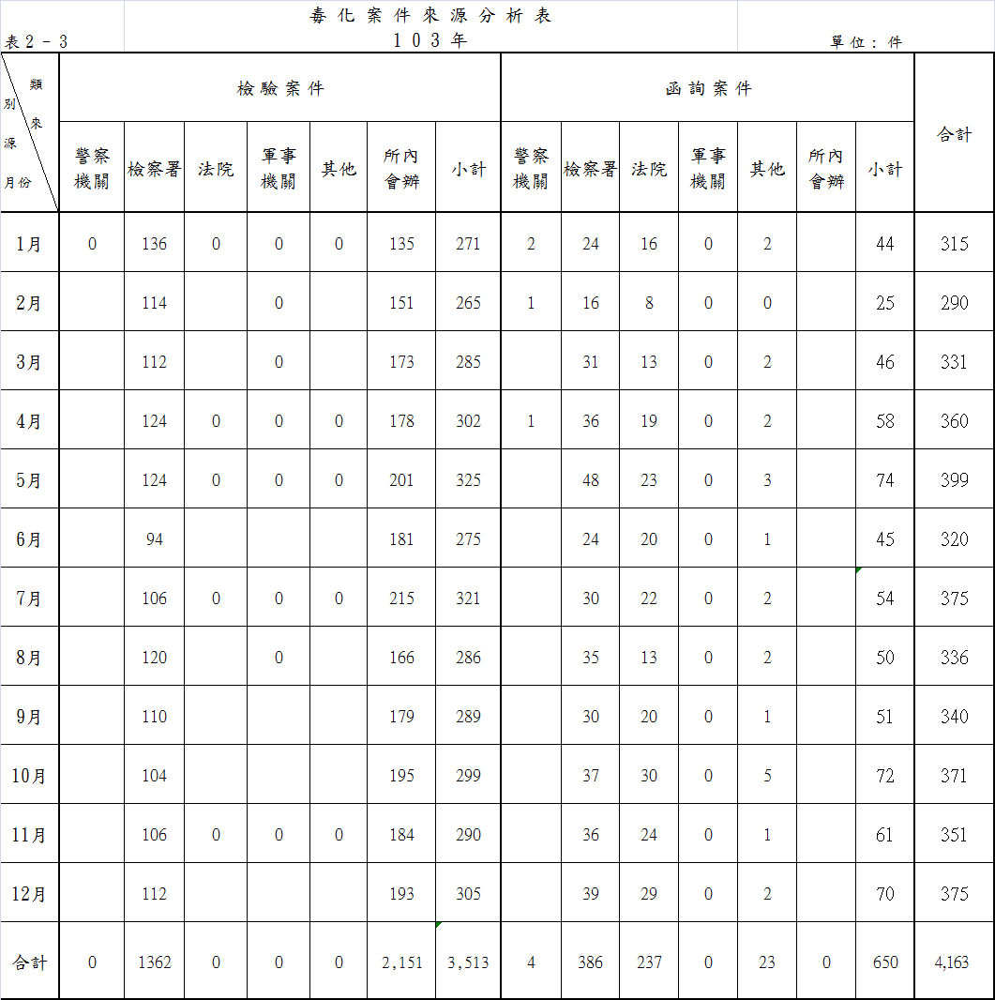 毒化案件來源分析表
表2-3 103年 單位：件
類別 來源 月份 檢驗案件 函詢案件 合計
警察機關 檢察署 法院 軍事機關 其他 所內會辦 小計 警察機關 檢察署 法院 軍事機關 其他 所內會辦 小計
1月 0 136 0 0 0 135 271 2 24 16 0 2 44 315
2月 114 0 151 265 1 16 8 0 0 25 290
3月 112 0 173 285 31 13 0 2 46 331
4月 124 0 0 0 178 302 1 36 19 0 2 58 360
5月 124 0 0 0 201 325 48 23 0 3 74 399
6月 94 181 275 24 20 0 1 45 320
7月 106 0 0 0 215 321 30 22 0 2 54 375
8月 120 0 166 286 35 13 0 2 50 336
9月 110 179 289 30 20 0 1 51 340
10月 104 195 299 37 30 0 5 72 371
11月 106 0 0 0 184 290 36 24 0 1 61 351
12月 112 193 305 39 29 0 2 70 375
合計 0 1362 0 0 0 2,151 3,513 4 386 237 0 23 0 650 4,163